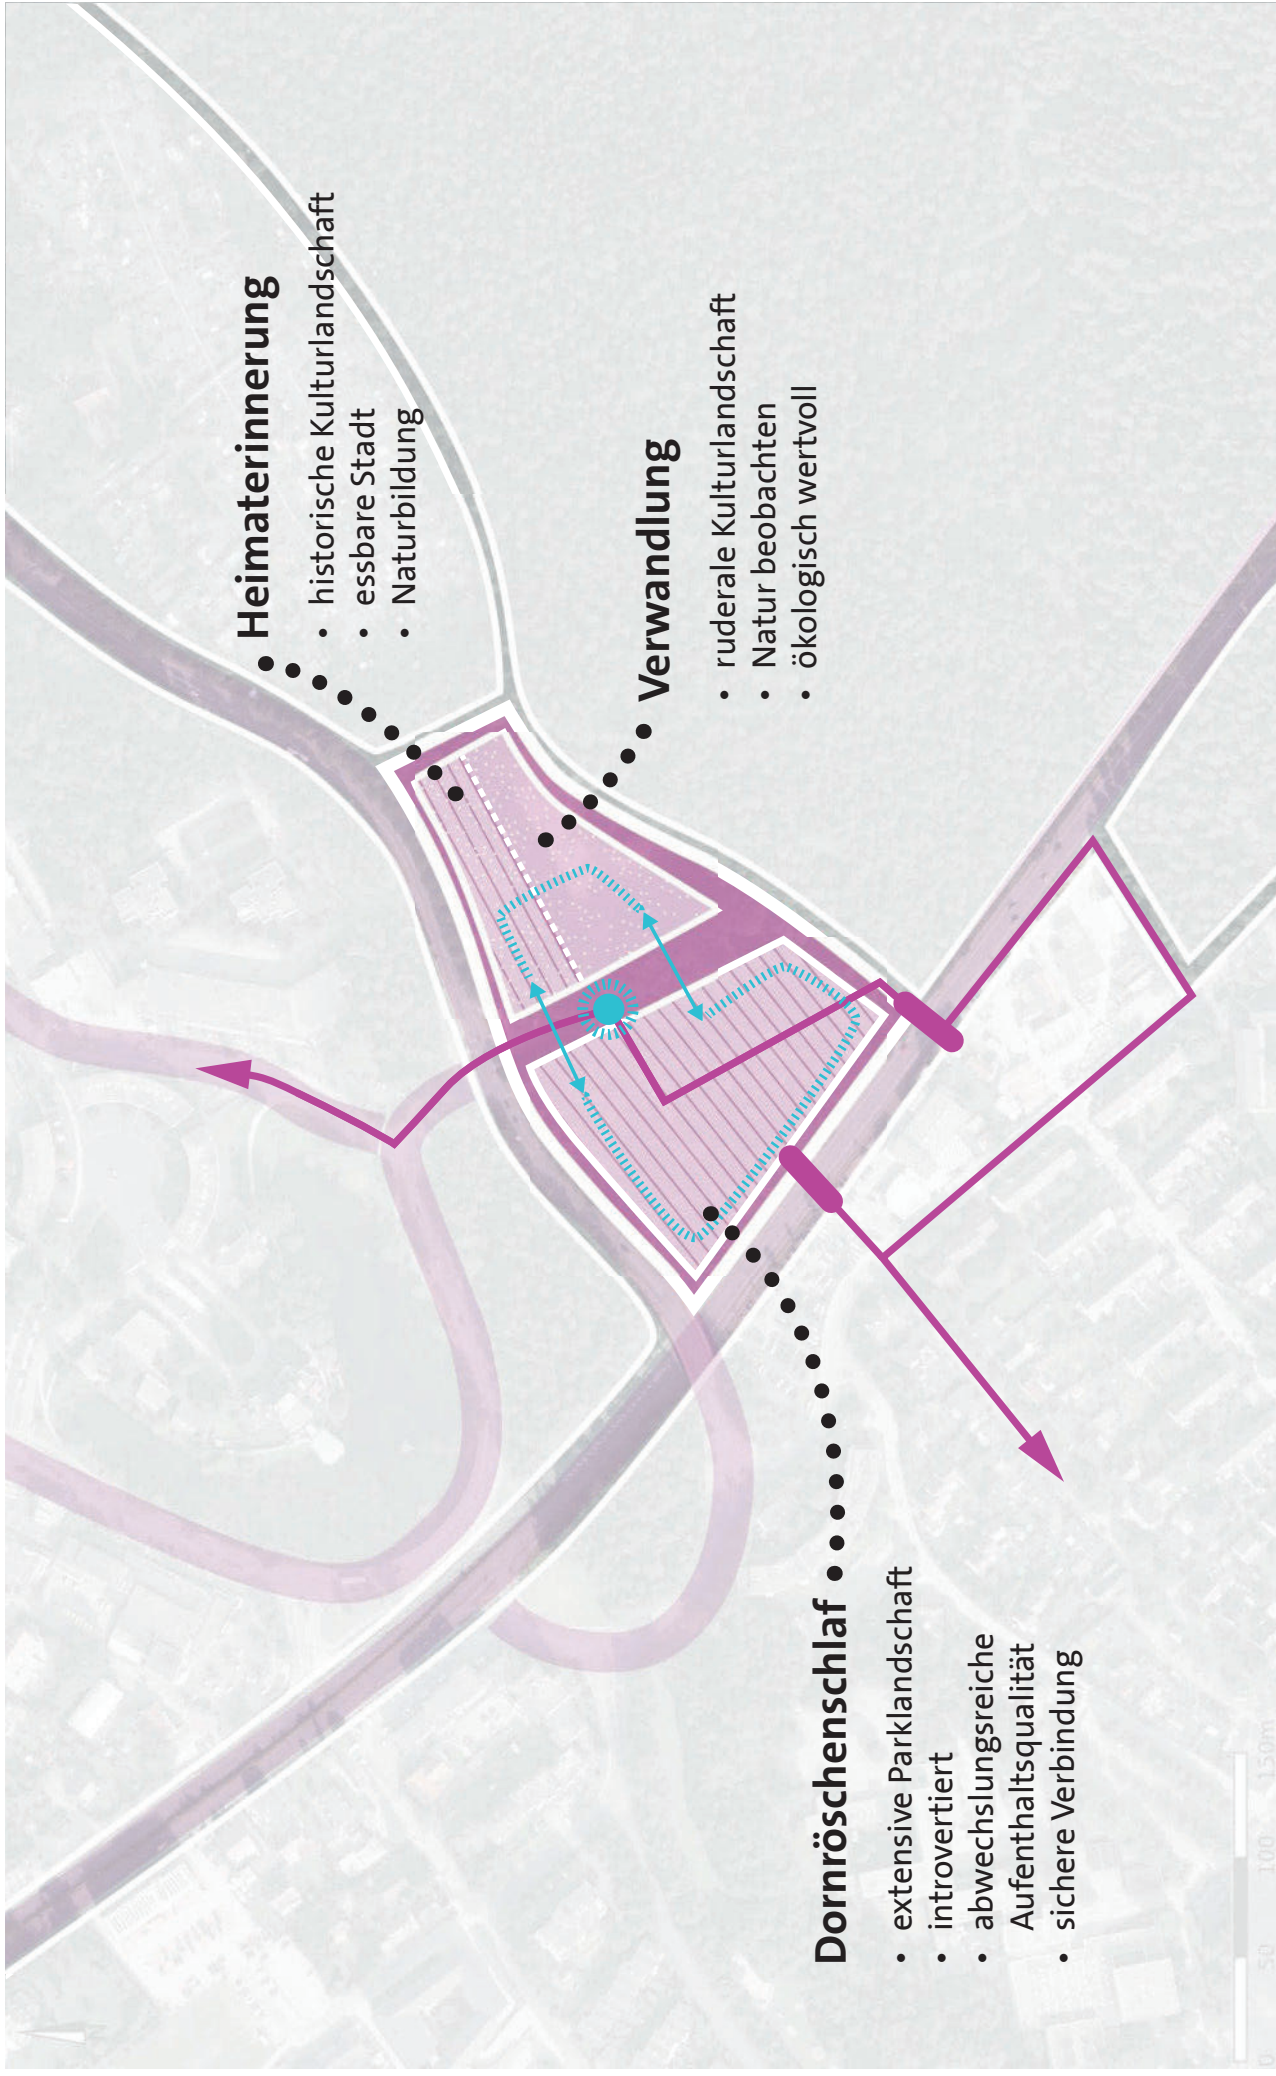 Heimaterinnerung
• historische Kulturlandschaft
• essbare Stadt
• Naturbildung
Verwandlung
• ruderale Kulturlandschaft
• Natur beobachten
• ökologisch wertvoll
Dornröschenschlaf
• extensive Parklandschaft
• introvertiert
• abwechslungsreiche
Aufenthaltsqualität
• sichere Verbindung
0 50 100 150m